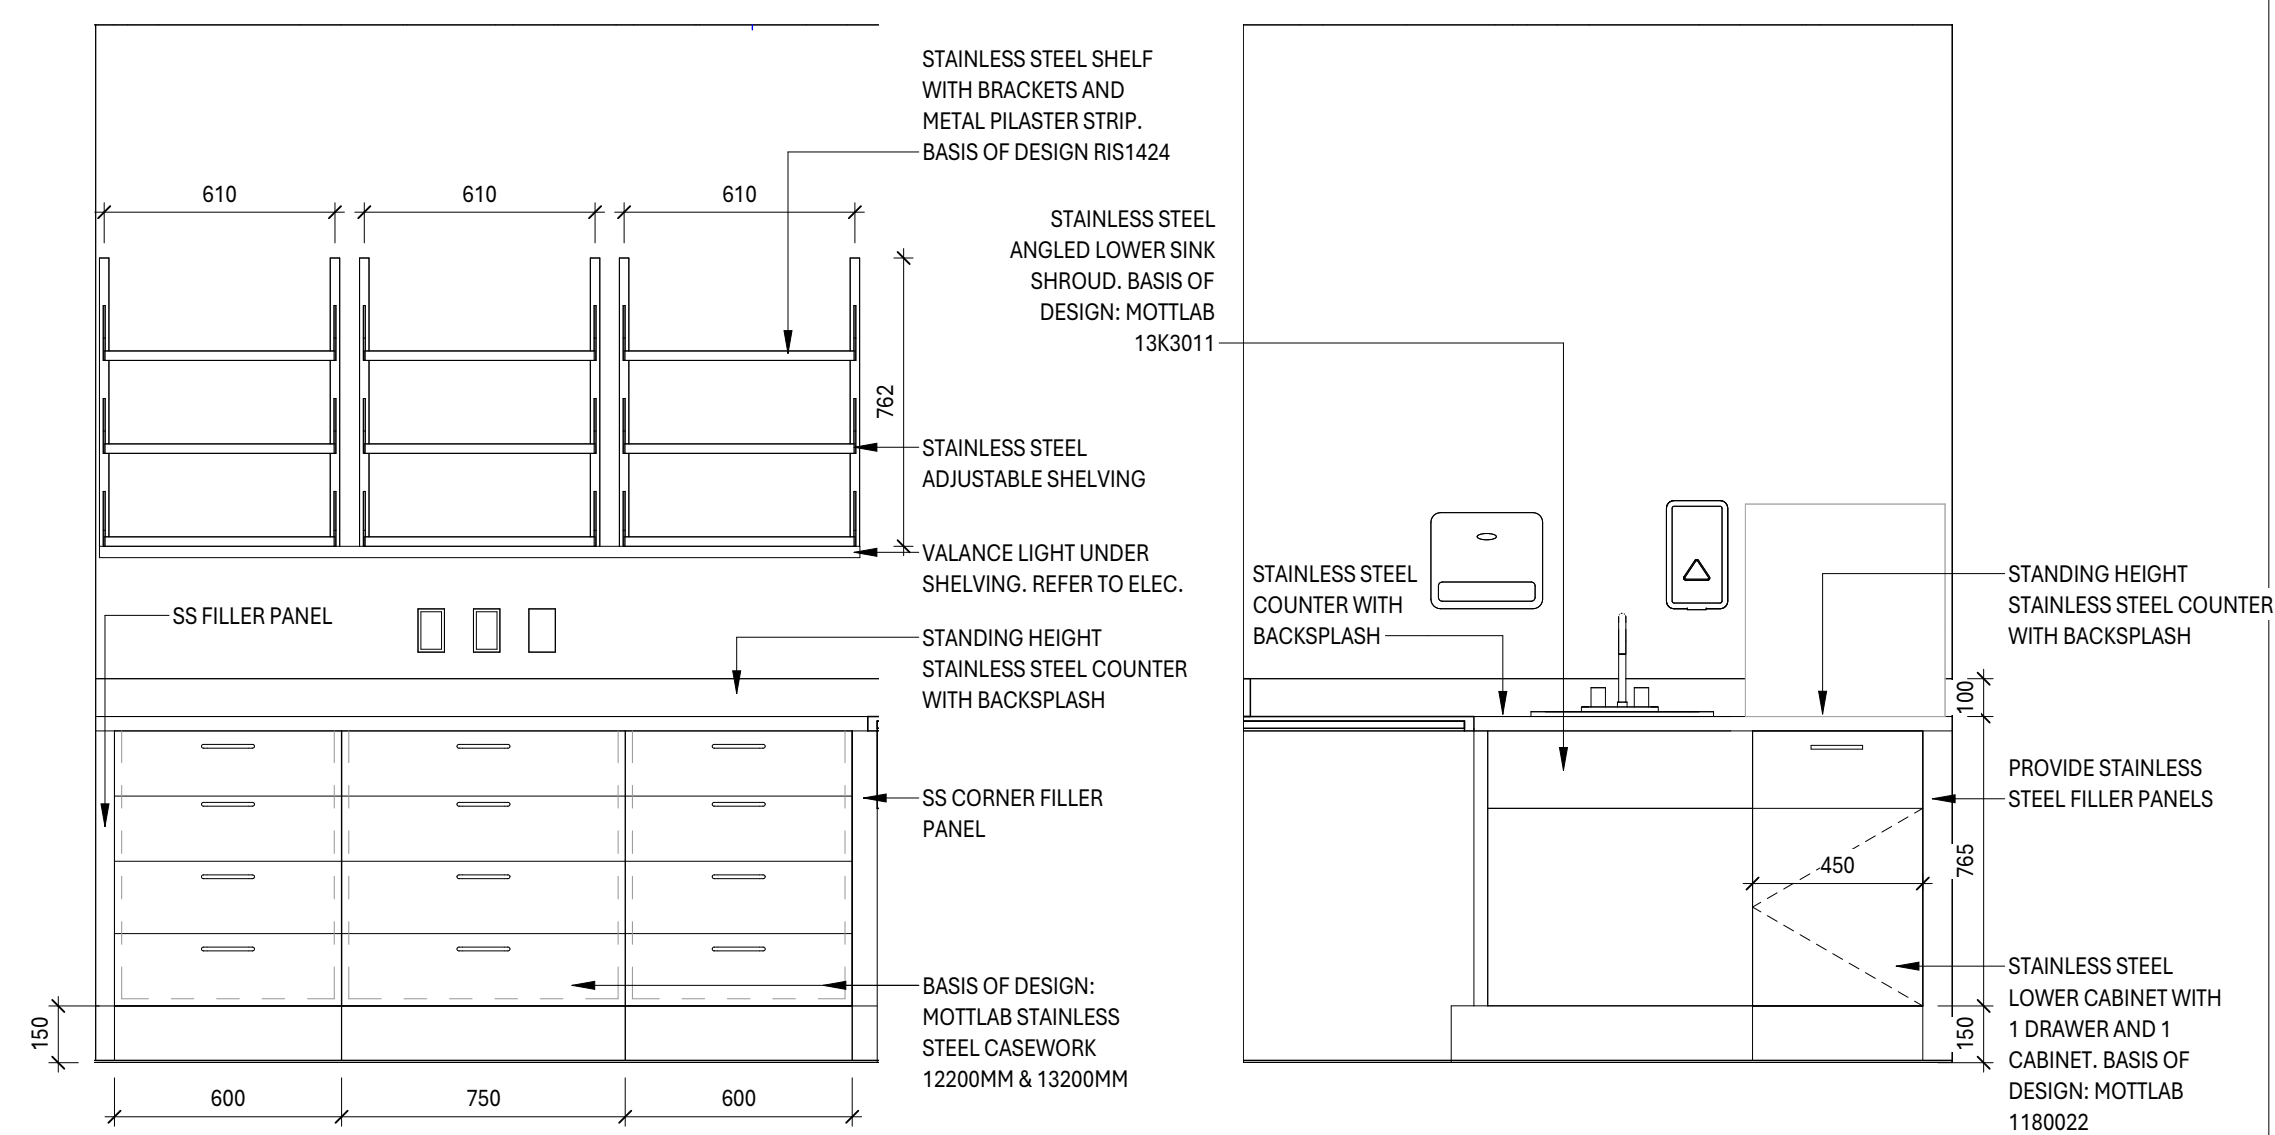 STAINLESS STEEL SHELF
WITH BRACKETS AND
METAL PILASTER STRIP.
BASIS OF DESIGN RIS1424
610
610
610
762
STAINLESS STEEL
ADJUSTABLE SHELVING
VALANCE LIGHT UNDER
SHELVING. REFER TO ELEC.
SS FILLER PANEL
STANDING HEIGHT
STAINLESS STEEL COUNTER
WITH BACKSPLASH
SS CORNER FILLER
PANEL
BASIS OF DESIGN:
MOTTLAB STAINLESS
STEEL CASEWORK
12200MM & 13200MM
150
600
750
600
STAINLESS STEEL
ANGLED LOWER SINK
SHROUD. BASIS OF
DESIGN: MOTTLAB
13K3011
STAINLESS STEEL
COUNTER WITH
BACKSPLASH
STANDING HEIGHT
STAINLESS STEEL COUNTER
WITH BACKSPLASH
100
PROVIDE STAINLESS
STEEL FILLER PANELS
765
450
STAINLESS STEEL
LOWER CABINET WITH
1 DRAWER AND 1
CABINET. BASIS OF
DESIGN: MOTTLAB
1180022
150